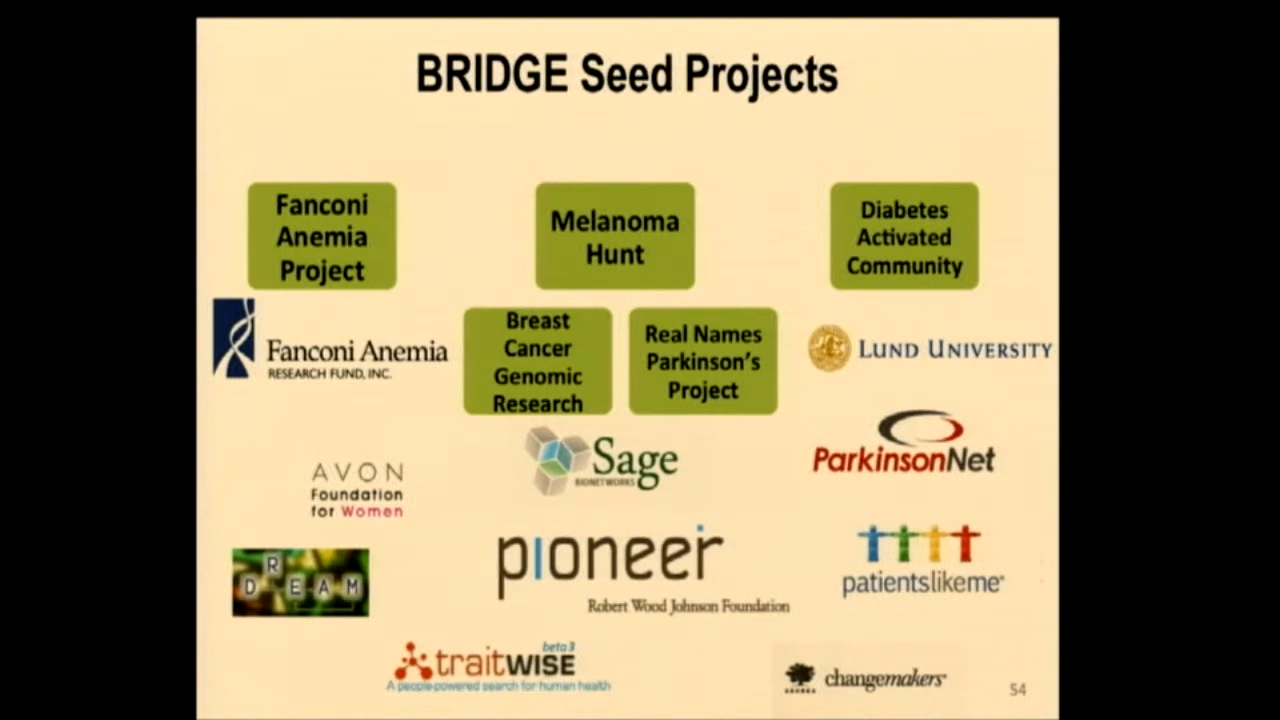 BRIDGE Seed Projects
Fanconi
Anemia
Project
Melanoma
Hunt
Diabetes
Activated
Community
Breast
Cancer
Genomic
Research
Real Names
Parkinson's
Project
Fanconi Anemia
RESEARCH FUND, INC.
LUND UNIVERSITY
Sage
BIONETWORKS
ParkinsonNet
AVON
Foundation
for Women
DREAM
pioneer
Robert Wood Johnson Foundation
patientslikeme®
beta 3
traitwise
A people-powered search for human health
ASHOKA
changemakers
54